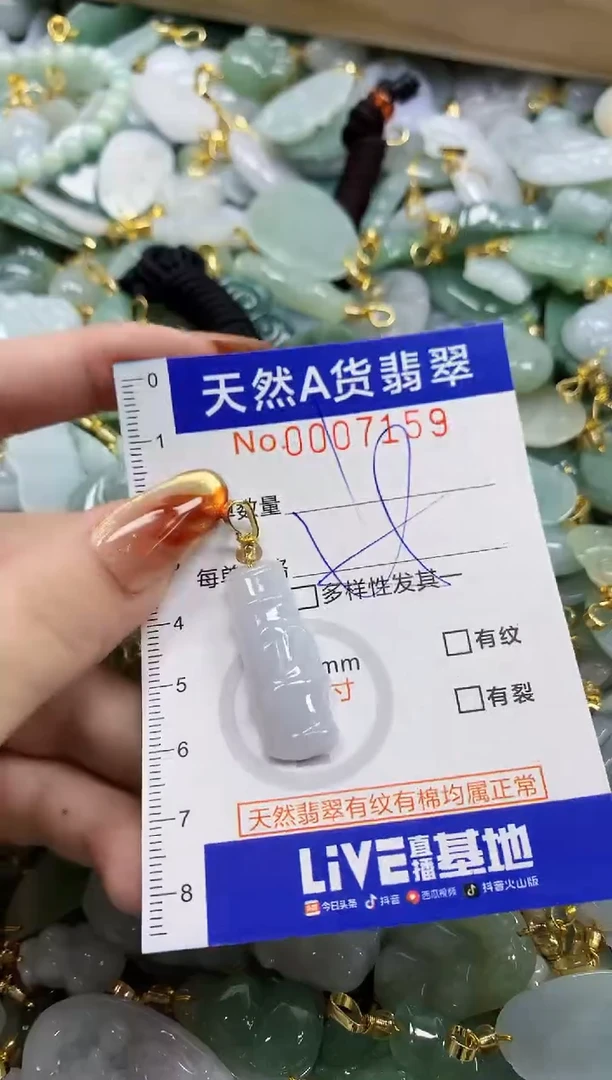 0
天然A货翡翠
1
No.0007159
数量
每单
多样性发其
4
有纹
mm
寸
5
有裂
6
天然翡翠有纹有棉均属正常
7
LiVE直播基地
8
今日头条 抖音 西瓜视频 抖音火山版